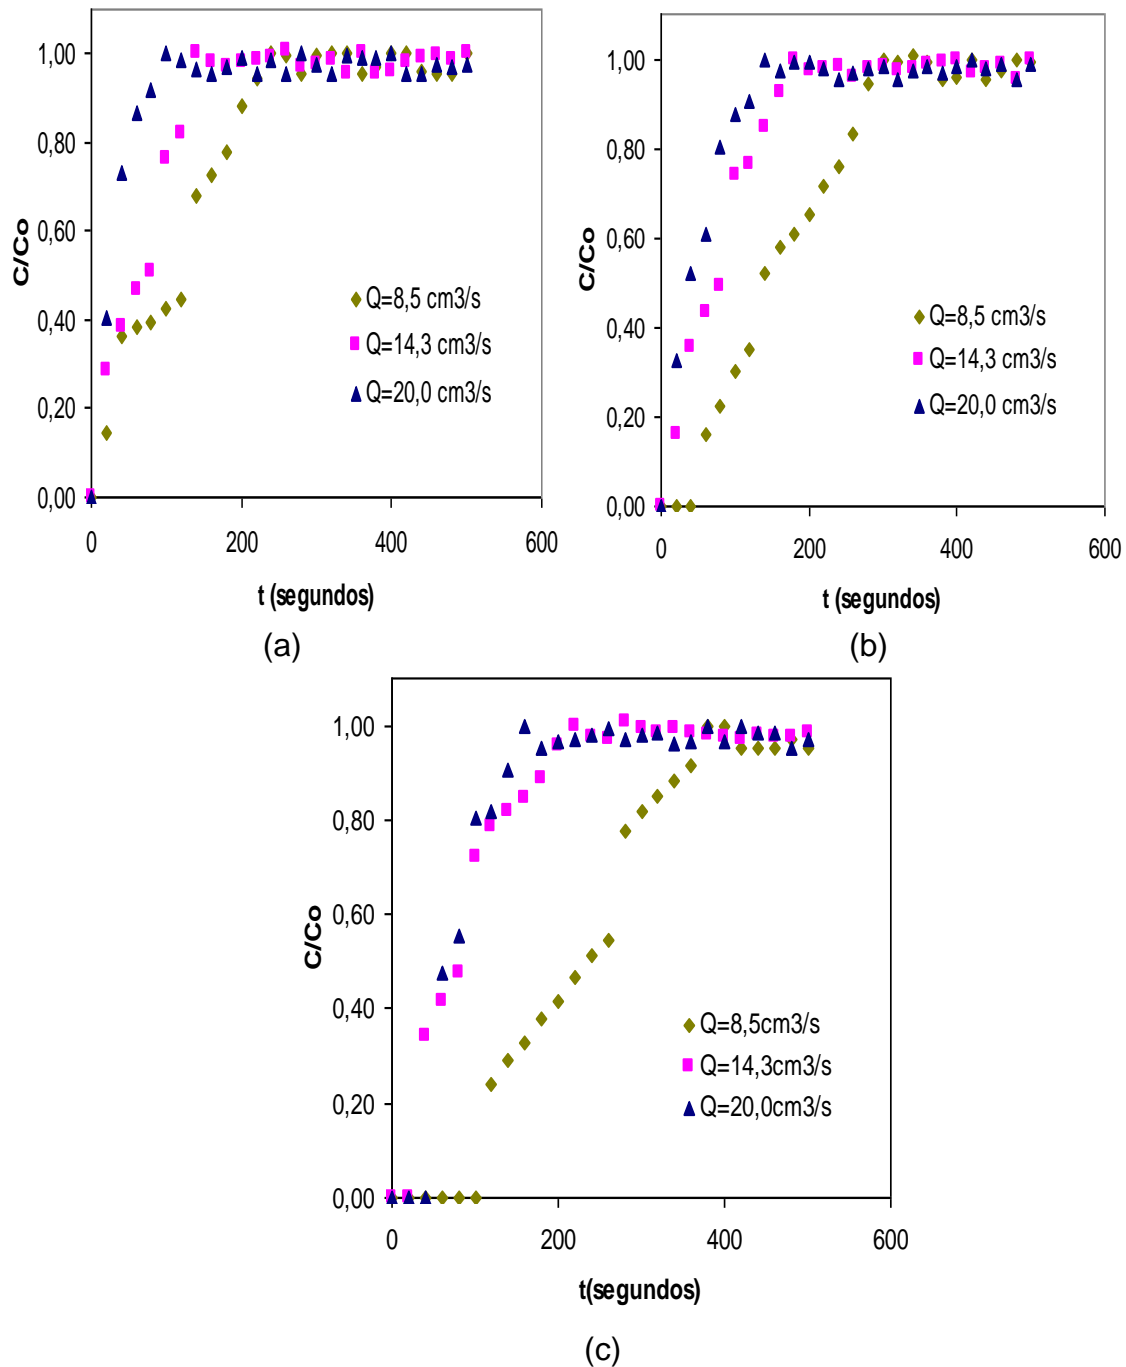 1,00
0,80
0,60
0,40
0,20
0,00
C/Co
Q=8,5 cm3/s
Q=14,3 cm3/s
Q=20,0 cm3/s
0 200 400 600
t (segundos)
(a)
1,00
0,80
0,60
0,40
0,20
0,00
C/Co
Q=8,5 cm3/s
Q=14,3 cm3/s
Q=20,0 cm3/s
0 200 400 600
t (segundos)
(b)
1,00
0,80
0,60
0,40
0,20
0,00
C/Co
Q=8,5cm3/s
Q=14,3cm3/s
Q=20,0cm3/s
0 200 400 600
t(segundos)
(c)